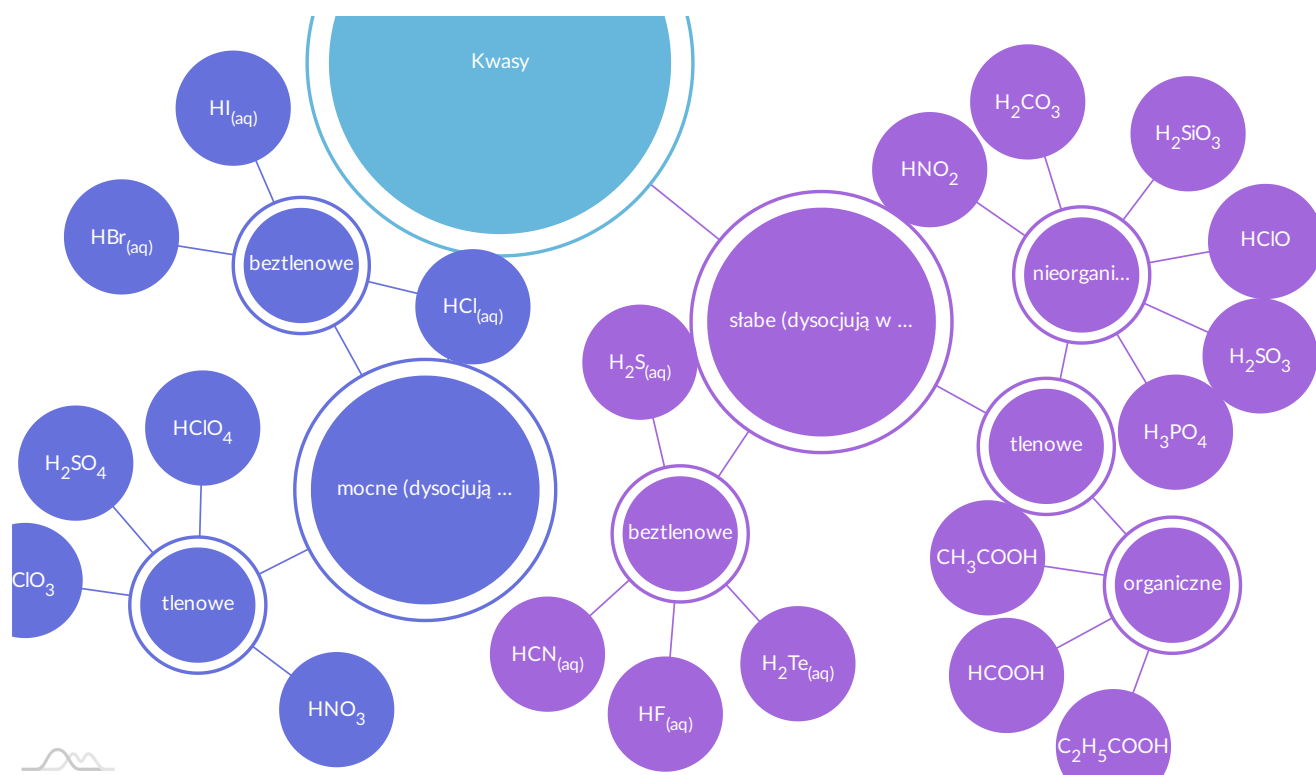 Kwasy
HI(aq)
HBr(aq)
beztlenowe
HCl(aq)
mocne (dysocjują ...
HClO4
H2SO4
ClO3
tlenowe
HNO3
słabe (dysocjują w ...
H2S(aq)
beztlenowe
HCN(aq)
HF(aq)
H2Te(aq)
tlenowe
nieorgani...
HNO2
H2CO3
H2SiO3
HClO
H2SO3
H3PO4
organiczne
CH3COOH
HCOOH
C2H5COOH